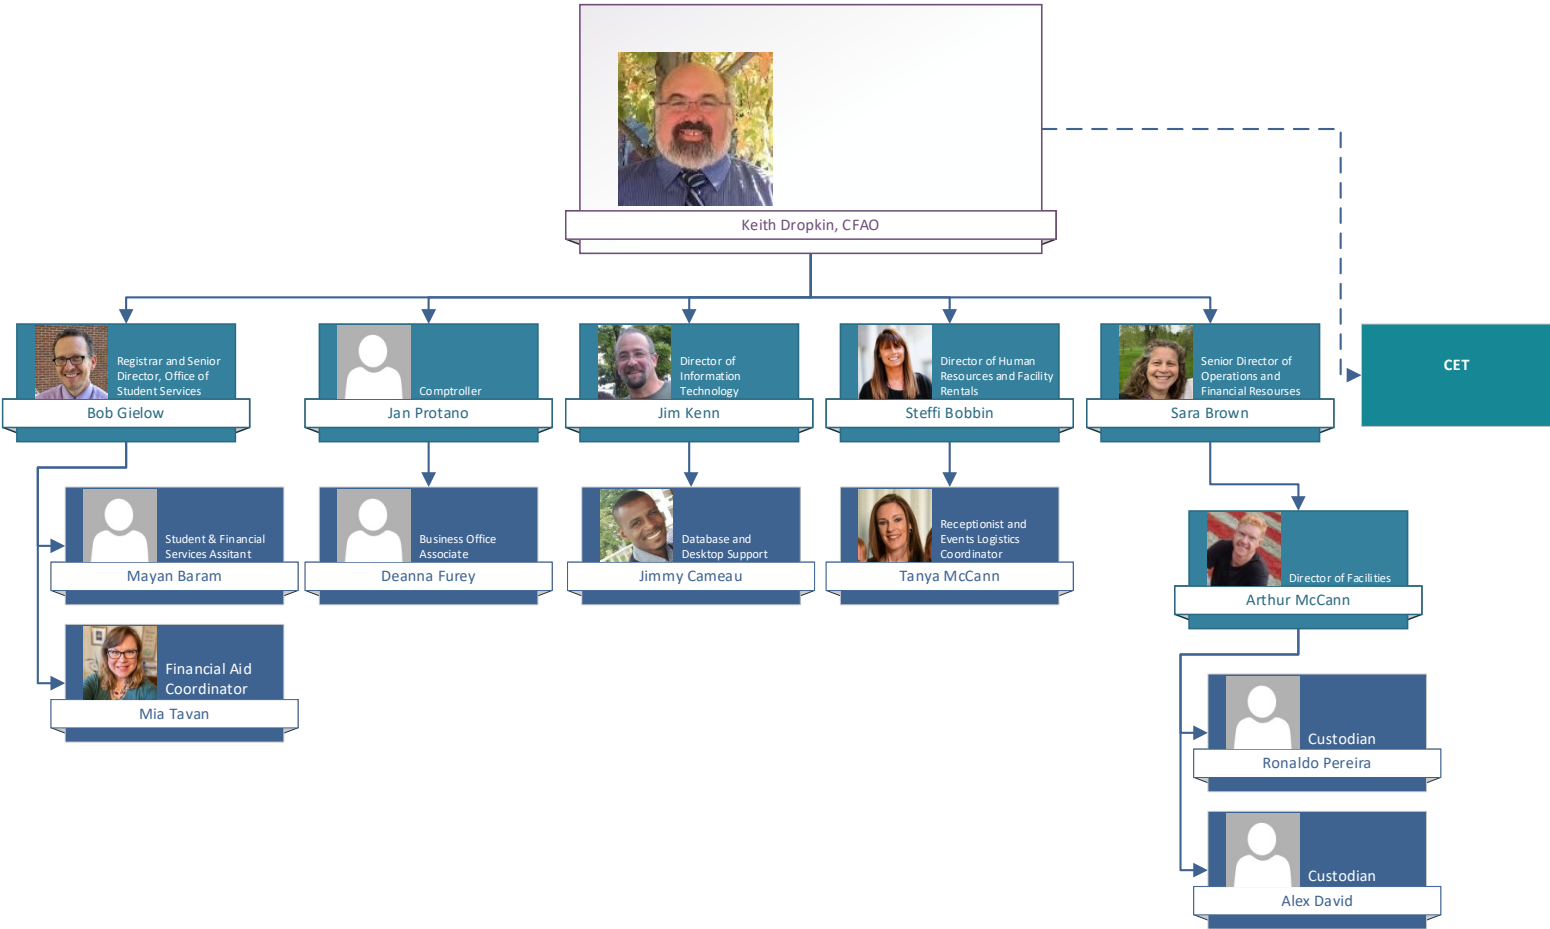 Keith Dropkin, CFAO
Registrar and Senior
Director, Office of
Student Services
Bob Gielow
Comptroller
Jan Protano
Director of
Information
Technology
Jim Kenn
Director of Human
Resources and Facility
Rentals
Steffi Bobbin
Senior Director of
Operations and
Financial Resourses
Sara Brown
CET
Student & Financial
Services Assitant
Mayan Baram
Business Office
Associate
Deanna Furey
Database and
Desktop Support
Jimmy Cameau
Receptionist and
Events Logistics
Coordinator
Tanya McCann
Director of Facilities
Arthur McCann
Financial Aid
Coordinator
Mia Tavan
Custodian
Ronaldo Pereira
Custodian
Alex David